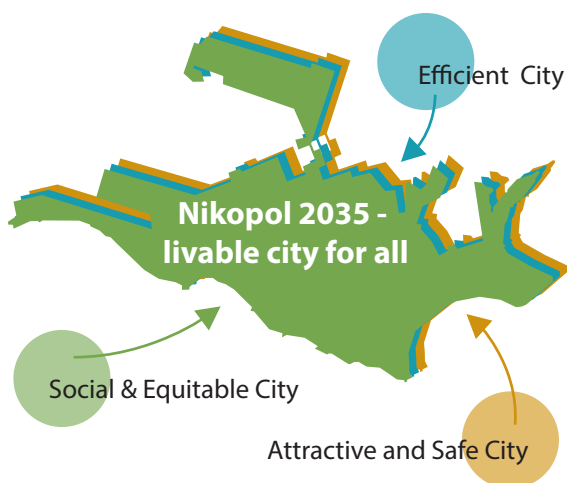 Efficient City
Nikopol 2035 -
livable city for all
Social & Equitable City
Attractive and Safe City